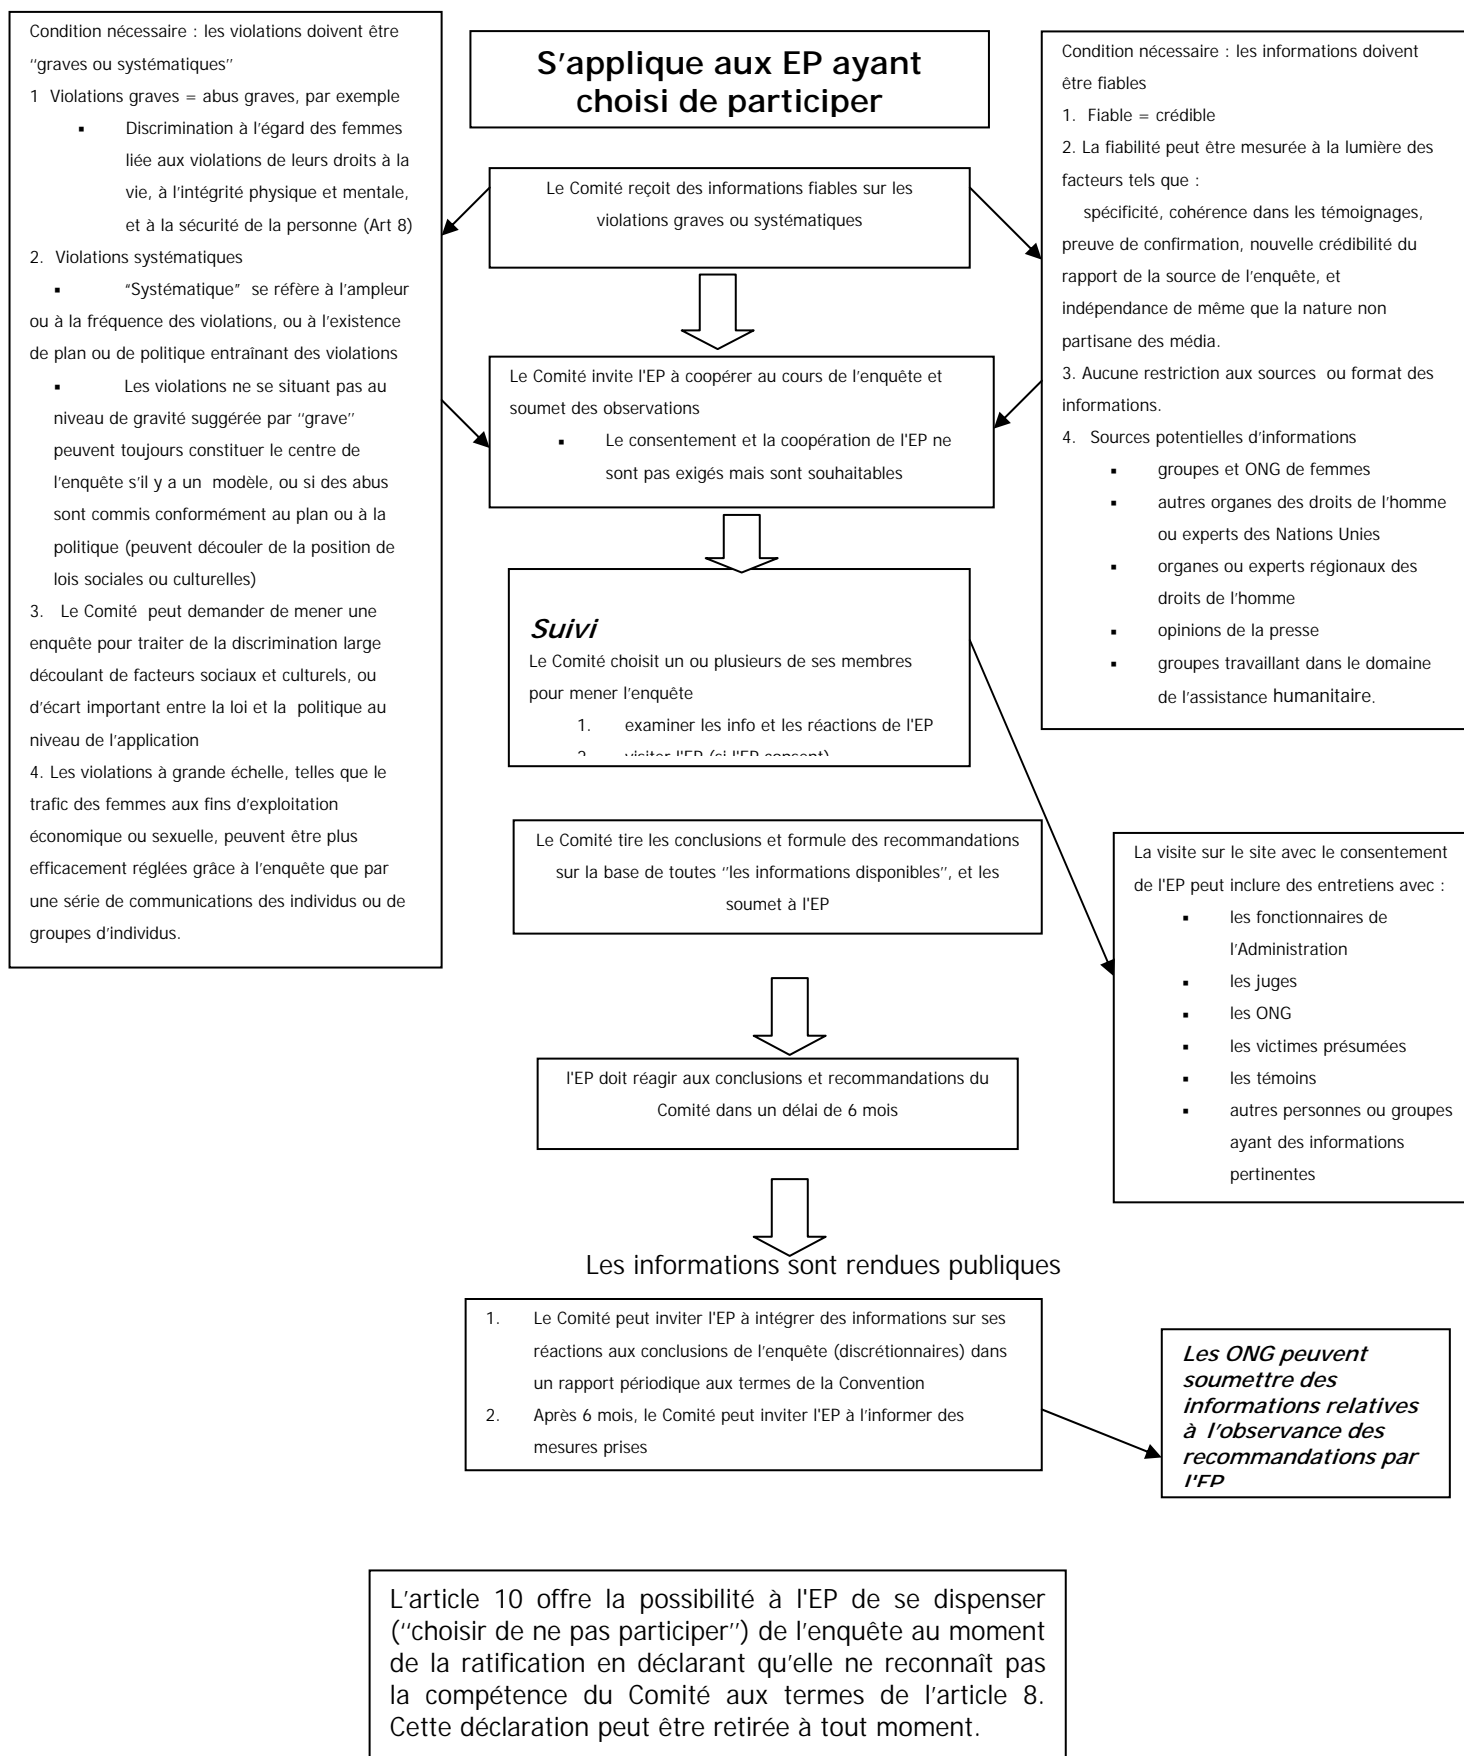 Condition nécessaire : les violations doivent être
"graves ou systématiques"
1 Violations graves = abus graves, par exemple
▪ Discrimination à l'égard des femmes
liée aux violations de leurs droits à la
vie, à l'intégrité physique et mentale,
et à la sécurité de la personne (Art 8)
2. Violations systématiques
▪ "Systématique" se réfère à l'ampleur
ou à la fréquence des violations, ou à l'existence
de plan ou de politique entraînant des violations
▪ Les violations ne se situant pas au
niveau de gravité suggérée par "grave"
peuvent toujours constituer le centre de
l'enquête s'il y a un modèle, ou si des abus
sont commis conformément au plan ou à la
politique (peuvent découler de la position de
lois sociales ou culturelles)
3. Le Comité peut demander de mener une
enquête pour traiter de la discrimination large
découlant de facteurs sociaux et culturels, ou
d'écart important entre la loi et la politique au
niveau de l'application
4. Les violations à grande échelle, telles que le
trafic des femmes aux fins d'exploitation
économique ou sexuelle, peuvent être plus
efficacement réglées grâce à l'enquête que par
une série de communications des individus ou de
groupes d'individus.
S'applique aux EP ayant
choisi de participer
Le Comité reçoit des informations fiables sur les
violations graves ou systématiques
Le Comité invite l'EP à coopérer au cours de l'enquête et
soumet des observations
▪ Le consentement et la coopération de l'EP ne
sont pas exigés mais sont souhaitables
Suivi
Le Comité choisit un ou plusieurs de ses membres
pour mener l'enquête
1. examiner les info et les réactions de l'EP
2. visiter l'EP (si l'EP consent)
Le Comité tire les conclusions et formule des recommandations
sur la base de toutes "les informations disponibles", et les
soumet à l'EP
l'EP doit réagir aux conclusions et recommandations du
Comité dans un délai de 6 mois
Les informations sont rendues publiques
1. Le Comité peut inviter l'EP à intégrer des informations sur ses
réactions aux conclusions de l'enquête (discrétionnaires) dans
un rapport périodique aux termes de la Convention
2. Après 6 mois, le Comité peut inviter l'EP à l'informer des
mesures prises
Condition nécessaire : les informations doivent
être fiables
1. Fiable = crédible
2. La fiabilité peut être mesurée à la lumière des
facteurs tels que :
spécificité, cohérence dans les témoignages,
preuve de confirmation, nouvelle crédibilité du
rapport de la source de l'enquête, et
indépendance de même que la nature non
partisane des média.
3. Aucune restriction aux sources ou format des
informations.
4. Sources potentielles d'informations
▪ groupes et ONG de femmes
▪ autres organes des droits de l'homme
ou experts des Nations Unies
▪ organes ou experts régionaux des
droits de l'homme
▪ opinions de la presse
▪ groupes travaillant dans le domaine
de l'assistance humanitaire.
La visite sur le site avec le consentement
de l'EP peut inclure des entretiens avec :
▪ les fonctionnaires de
l'Administration
▪ les juges
▪ les ONG
▪ les victimes présumées
▪ les témoins
▪ autres personnes ou groupes
ayant des informations
pertinentes
Les ONG peuvent
soumettre des
informations relatives
à l'observance des
recommandations par
l'EP
L'article 10 offre la possibilité à l'EP de se dispenser
("choisir de ne pas participer") de l'enquête au moment
de la ratification en déclarant qu'elle ne reconnaît pas
la compétence du Comité aux termes de l'article 8.
Cette déclaration peut être retirée à tout moment.